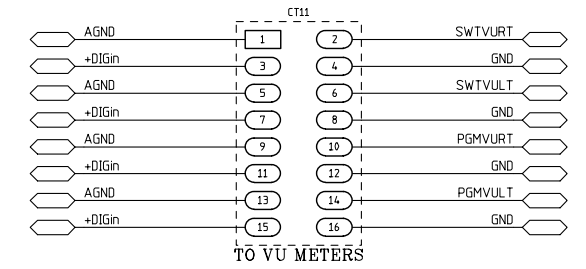 CT11
AGND 1 2 SWTVURT
+DIGin 3 4 GND
AGND 5 6 SWTVULT
+DIGin 7 8 GND
AGND 9 10 PGMVURT
+DIGin 11 12 GND
AGND 13 14 PGMVULT
+DIGin 15 16 GND
TO VU METERS